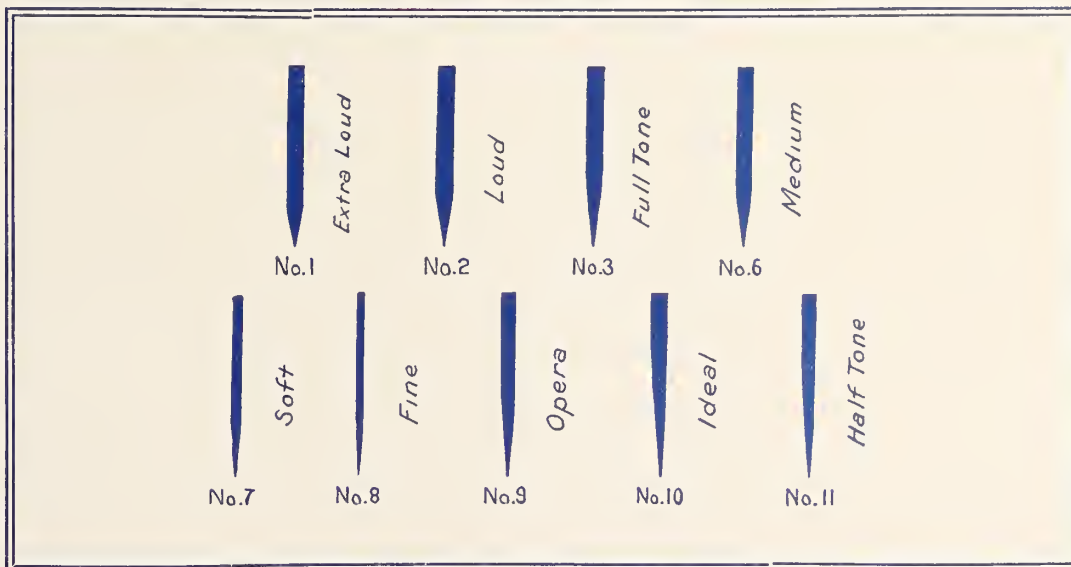 Extra Loud
No.1
Loud
No.2
Full Tone
No.3
Medium
No.6
Soft
No.7
Fine
No.8
Opera
No.9
Ideal
No.10
Half Tone
No.11